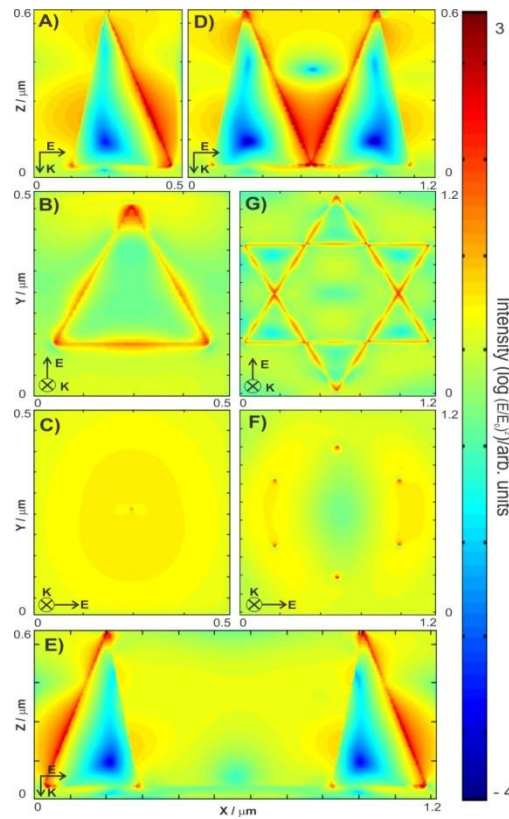 A)
0.6
Z / μm
E
K
0
0
0.5
D)
0.6
E
K
0
0
1.2
B)
0.5
Y / μm
E
K
0
0
0.5
G)
1.2
E
K
0
0
1.2
C)
0.5
Y / μm
K
E
0
0
0.5
F)
1.2
K
E
0
0
1.2
E)
0.6
Z / μm
E
K
0
0
X / μm
1.2
3
Intensity (log (E/E₀)²)/arb. units
- 4